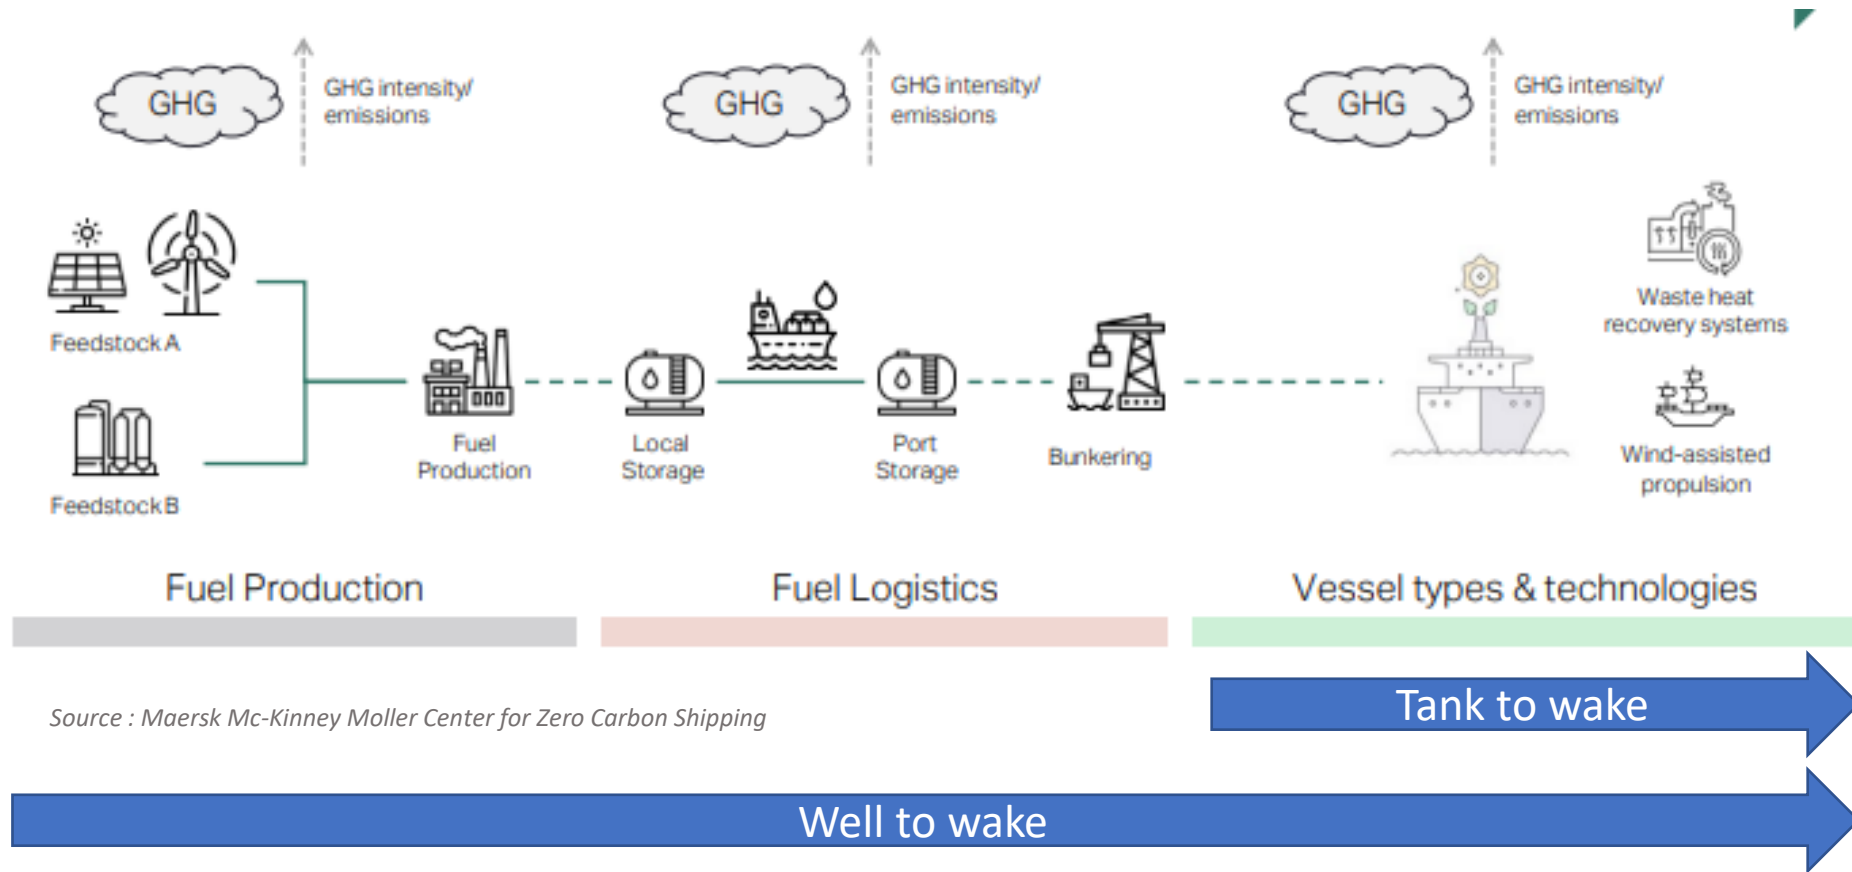 GHG
GHG intensity/
emissions
GHG
GHG intensity/
emissions
GHG
GHG intensity/
emissions
Feedstock A
Feedstock B
Fuel
Production
Local
Storage
Port
Storage
Bunkering
Waste heat
recovery systems
Wind-assisted
propulsion
Fuel Production
Fuel Logistics
Vessel types & technologies
Tank to wake
Source : Maersk Mc-Kinney Moller Center for Zero Carbon Shipping
Well to wake